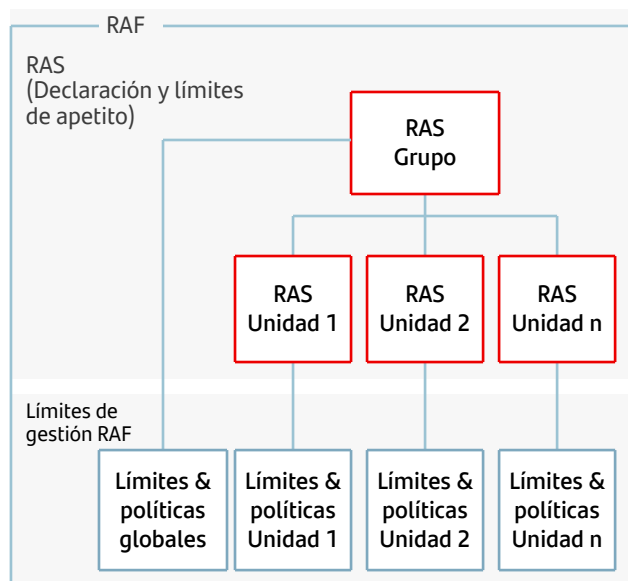 RAF
RAS
(Declaración y límites
de apetito)
RAS
Grupo
RAS
Unidad 1
RAS
Unidad 2
RAS
Unidad n
Límites de
gestión RAF
Límites &
políticas
globales
Límites &
políticas
Unidad 1
Límites &
políticas
Unidad 2
Límites &
políticas
Unidad n